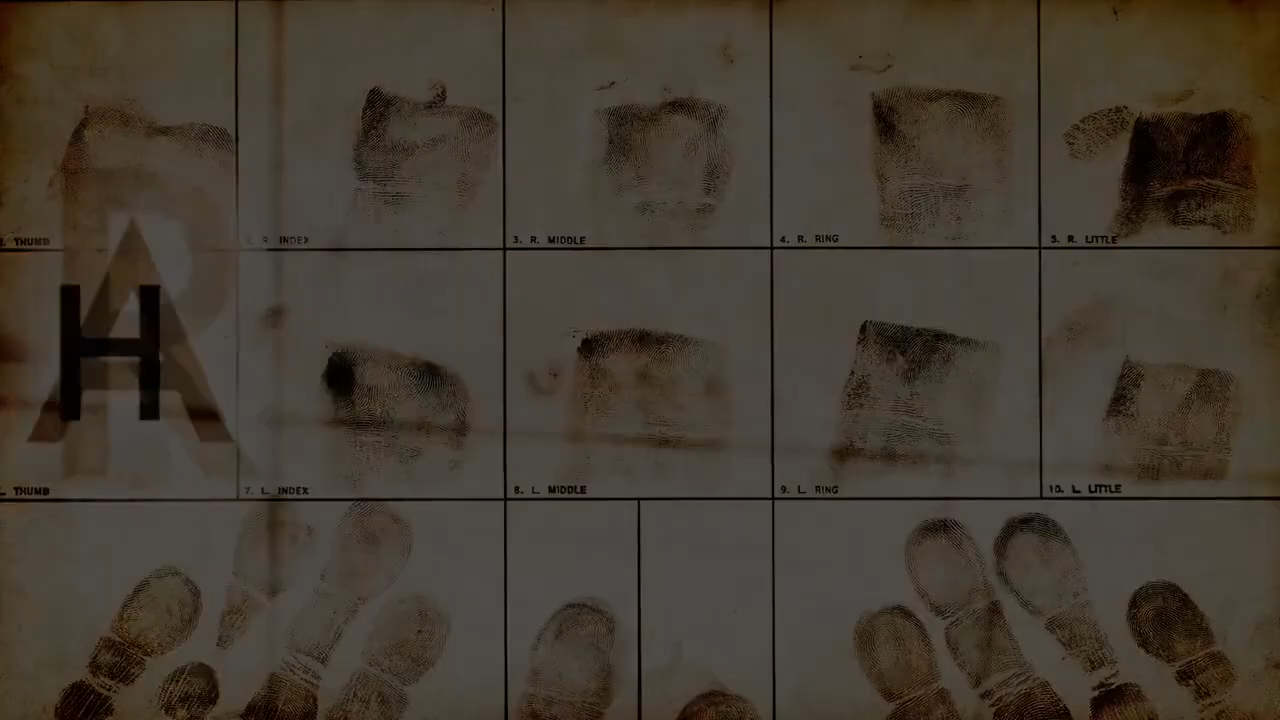 THUMB
R. INDEX
3. R. MIDDLE
4. R. RING
5. R. LITTLE
A
H
THUMB
7. L. INDEX
8. L. MIDDLE
9. L. RING
10. L. LITTLE